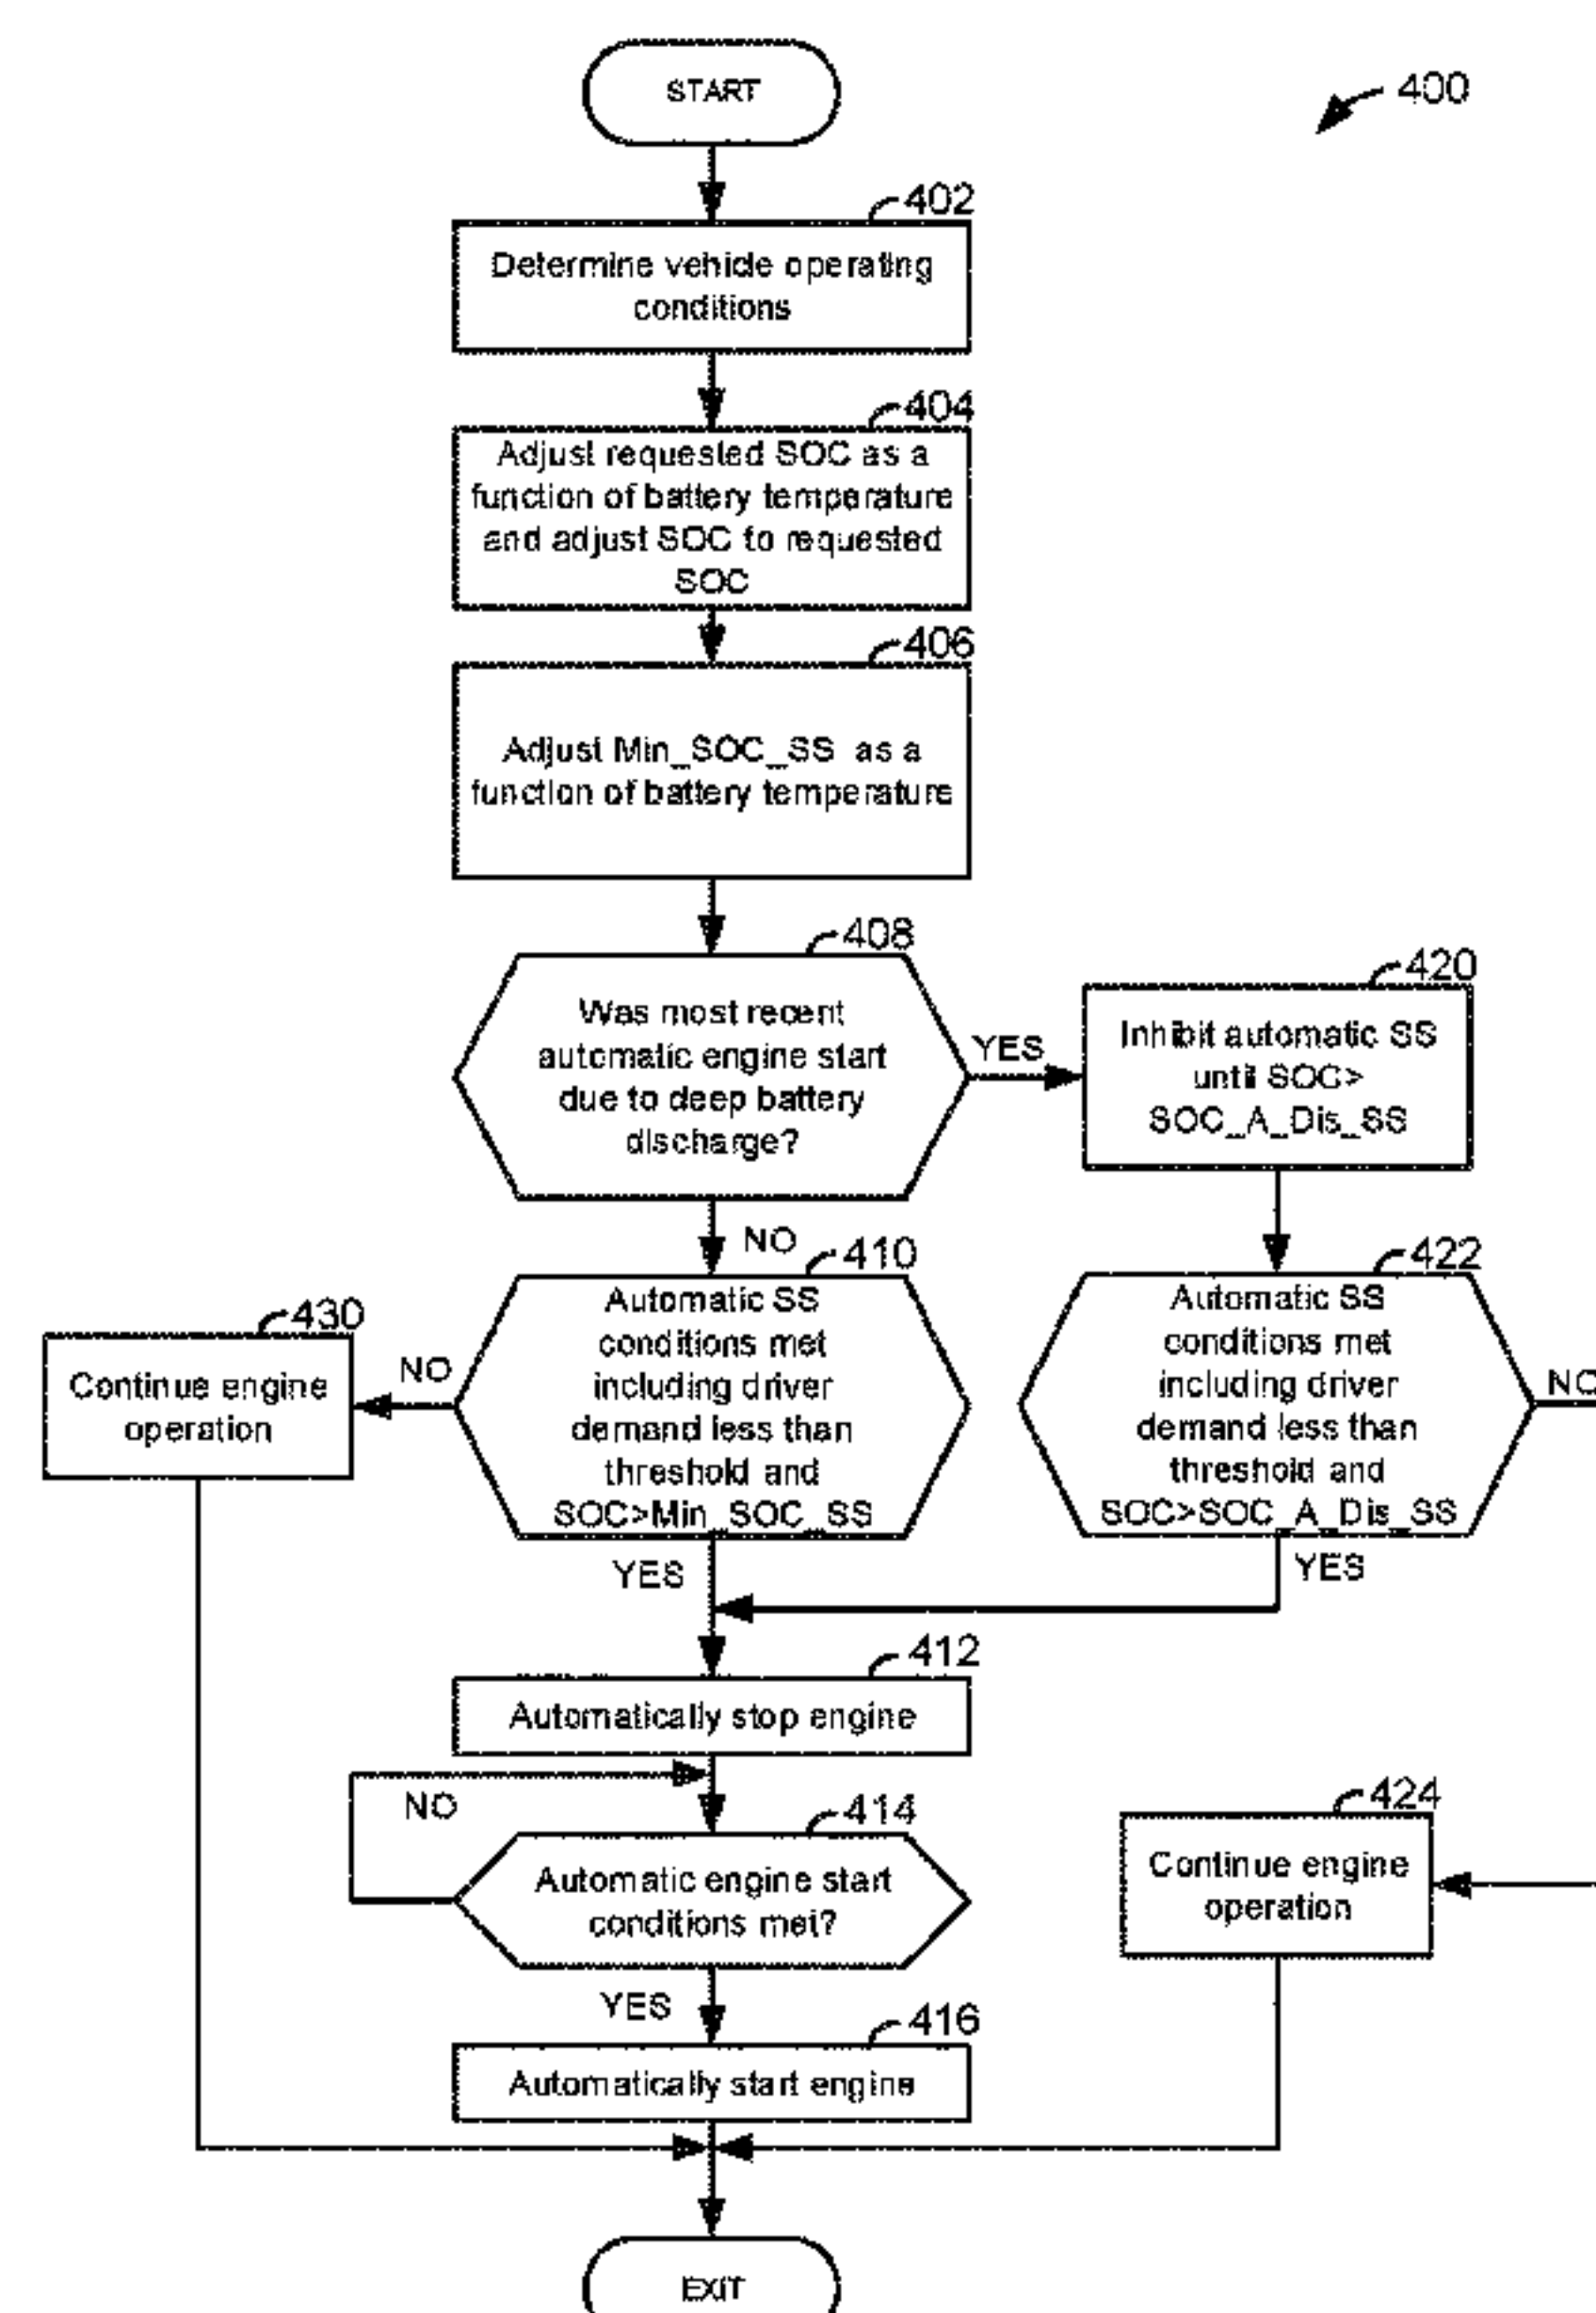 START
400
402
Determine vehicle operating
conditions
404
Adjust requested SOC as a
function of battery temperature
and adjust SOC to requested
SOC
406
Adjust Min_SOC_SS as a
function of battery temperature
408
Was most recent
automatic engine start
due to deep battery
discharge?
YES
420
Inhibit automatic SS
until SOC>
SOC_A_Dis_SS
NO
410
Automatic SS
conditions met
including driver
demand less than
threshold and
SOC>Min_SOC_SS
422
Automatic SS
conditions met
including driver
demand less than
threshold and
SOC>SOC_A_Dis_SS
NO
430
Continue engine
operation
NO
YES
YES
412
Automatically stop engine
NO
414
Automatic engine start
conditions met?
424
Continue engine
operation
YES
416
Automatically start engine
EXIT